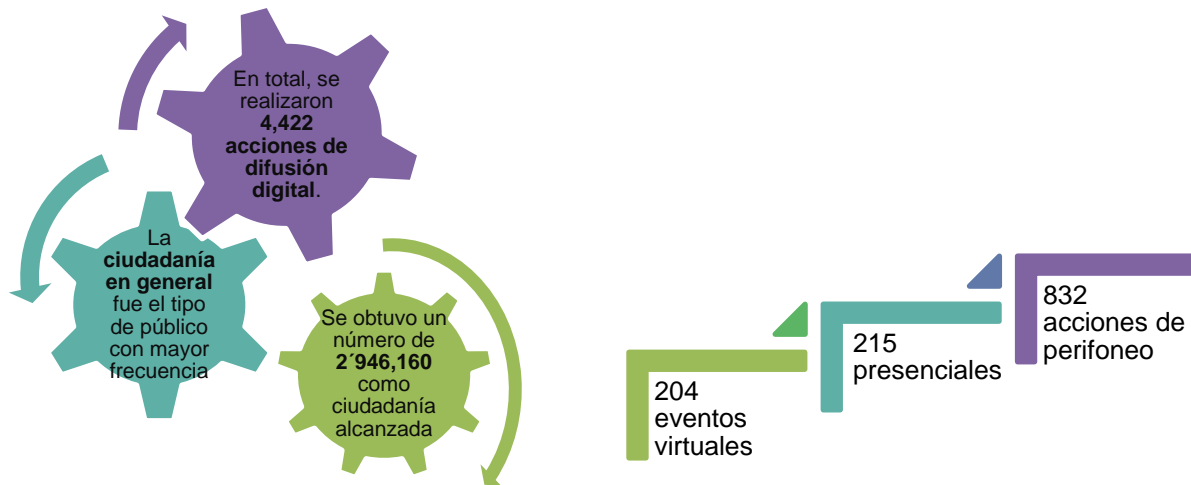 En total, se
realizaron
4,422
acciones de
difusión
digital.
La
ciudadanía
en general
fue el tipo
de público
con mayor
frecuencia
Se obtuvo un
número de
2´946,160
como
ciudadanía
alcanzada
204
eventos
virtuales
215
presenciales
832
acciones de
perifoneo